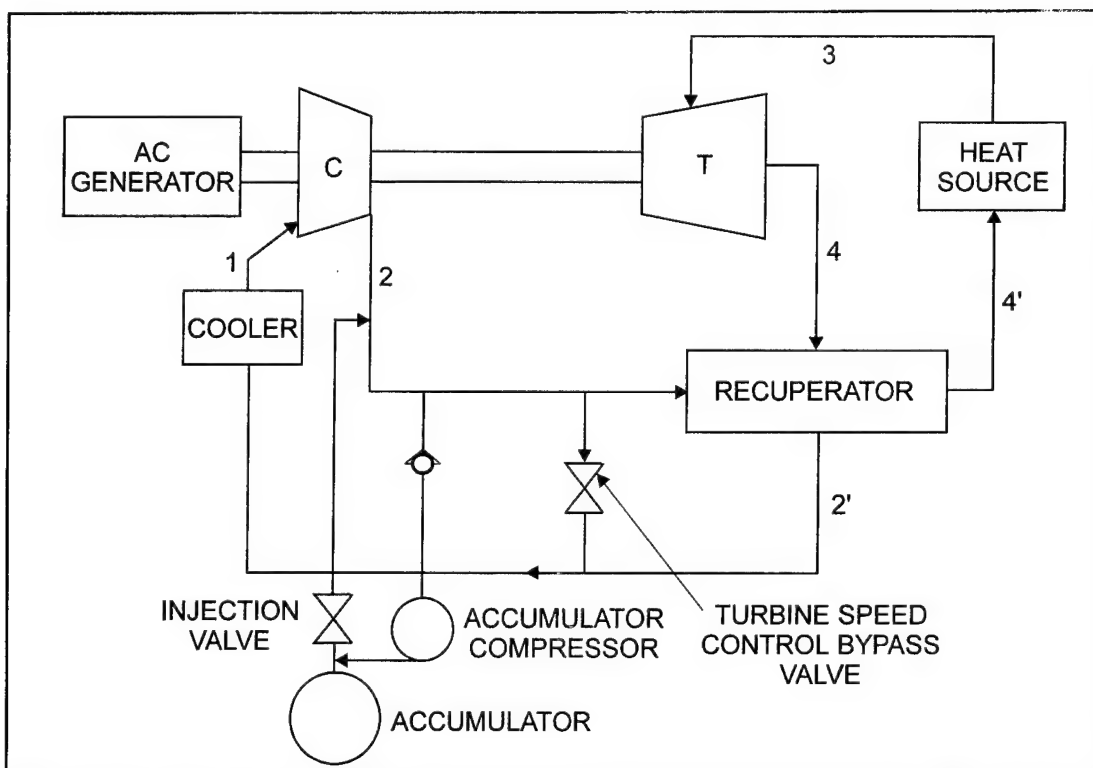 3
AC
GENERATOR
C
T
HEAT
SOURCE
1
2
4
4'
COOLER
RECUPERATOR
2'
INJECTION
VALVE
ACCUMULATOR
COMPRESSOR
TURBINE SPEED
CONTROL BYPASS
VALVE
ACCUMULATOR